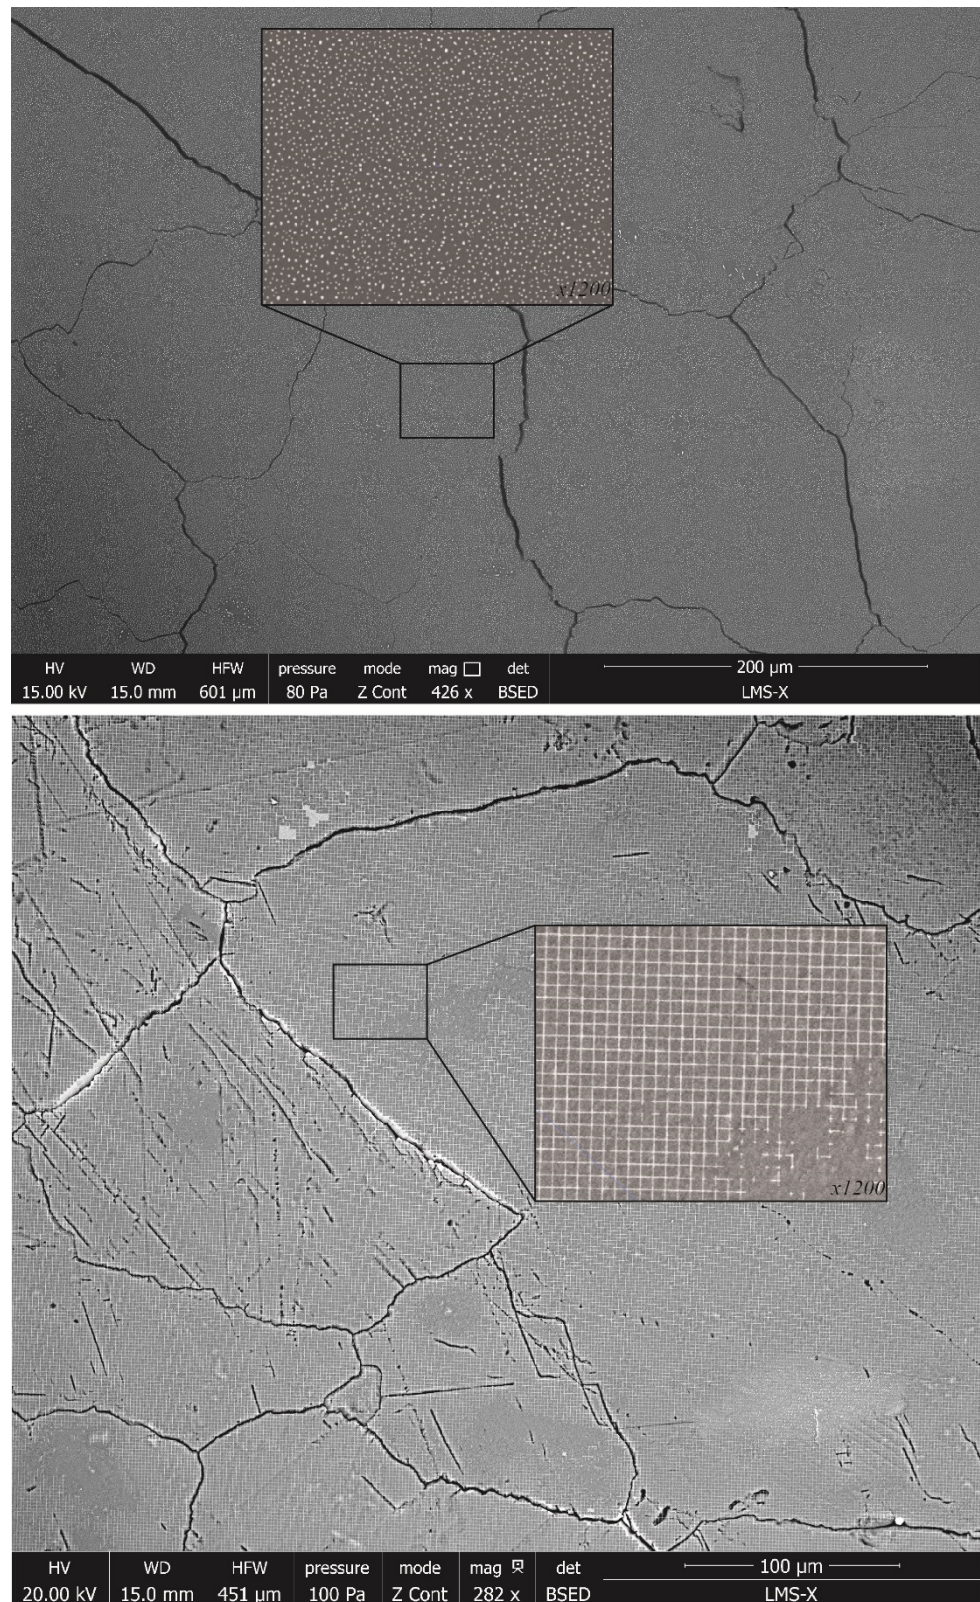 x1200
HV WD HFW pressure mode mag det 200 µm
15.00 kV 15.0 mm 601 µm 80 Pa Z Cont 426 x BSED LMS-X
x1200
HV WD HFW pressure mode mag det 100 µm
20.00 kV 15.0 mm 451 µm 100 Pa Z Cont 282 x BSED LMS-X